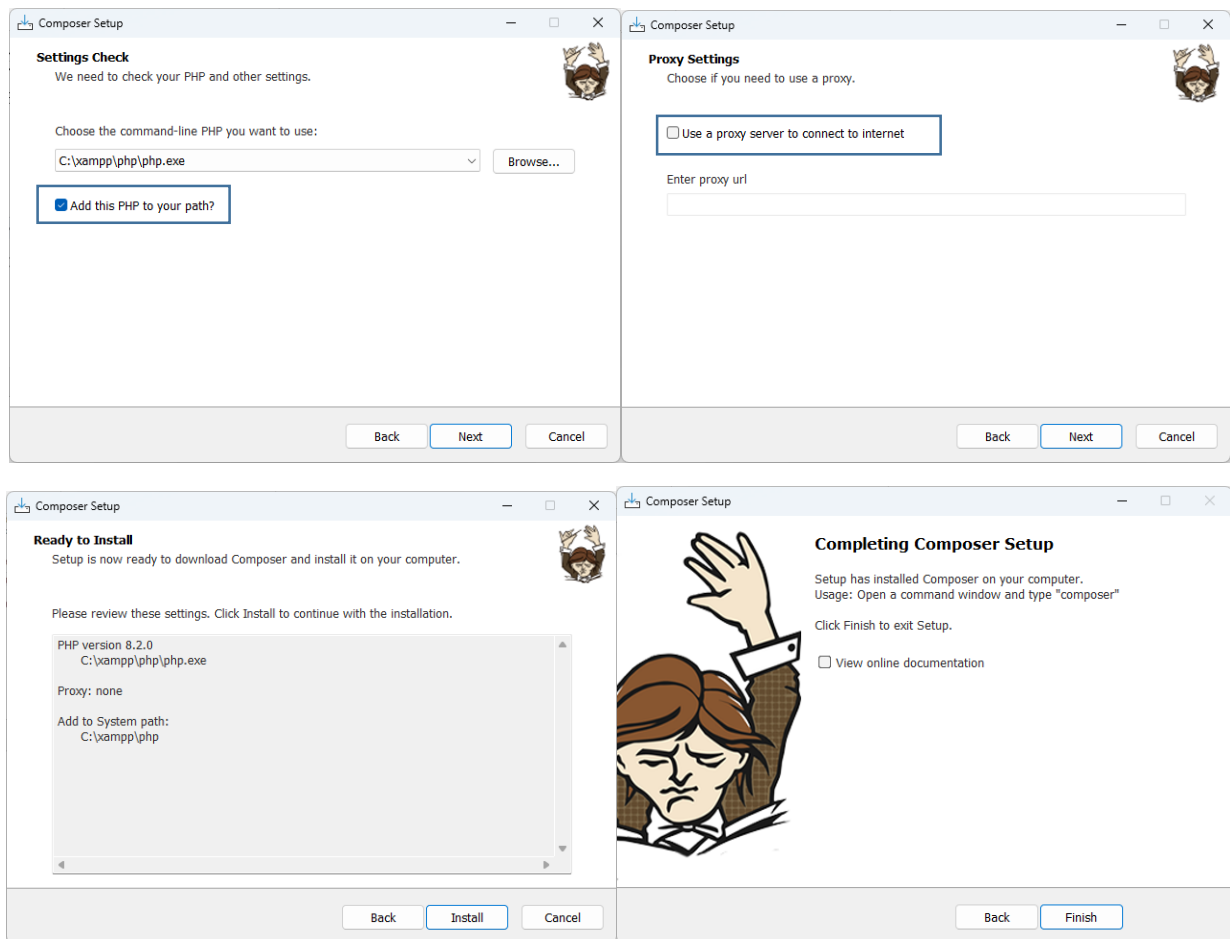 Composer Setup
Settings Check
We need to check your PHP and other settings.
Choose the command-line PHP you want to use:
C:\xampp\php\php.exe
Browse...
Add this PHP to your path?
Back
Next
Cancel
Composer Setup
Proxy Settings
Choose if you need to use a proxy.
Use a proxy server to connect to internet
Enter proxy url
Back
Next
Cancel
Composer Setup
Ready to Install
Setup is now ready to download Composer and install it on your computer.
Please review these settings. Click Install to continue with the installation.
PHP version 8.2.0
C:\xampp\php\php.exe
Proxy: none
Add to System path:
C:\xampp\php
Back
Install
Cancel
Composer Setup
Completing Composer Setup
Setup has installed Composer on your computer.
Usage: Open a command window and type "composer"
Click Finish to exit Setup.
View online documentation
Back
Finish